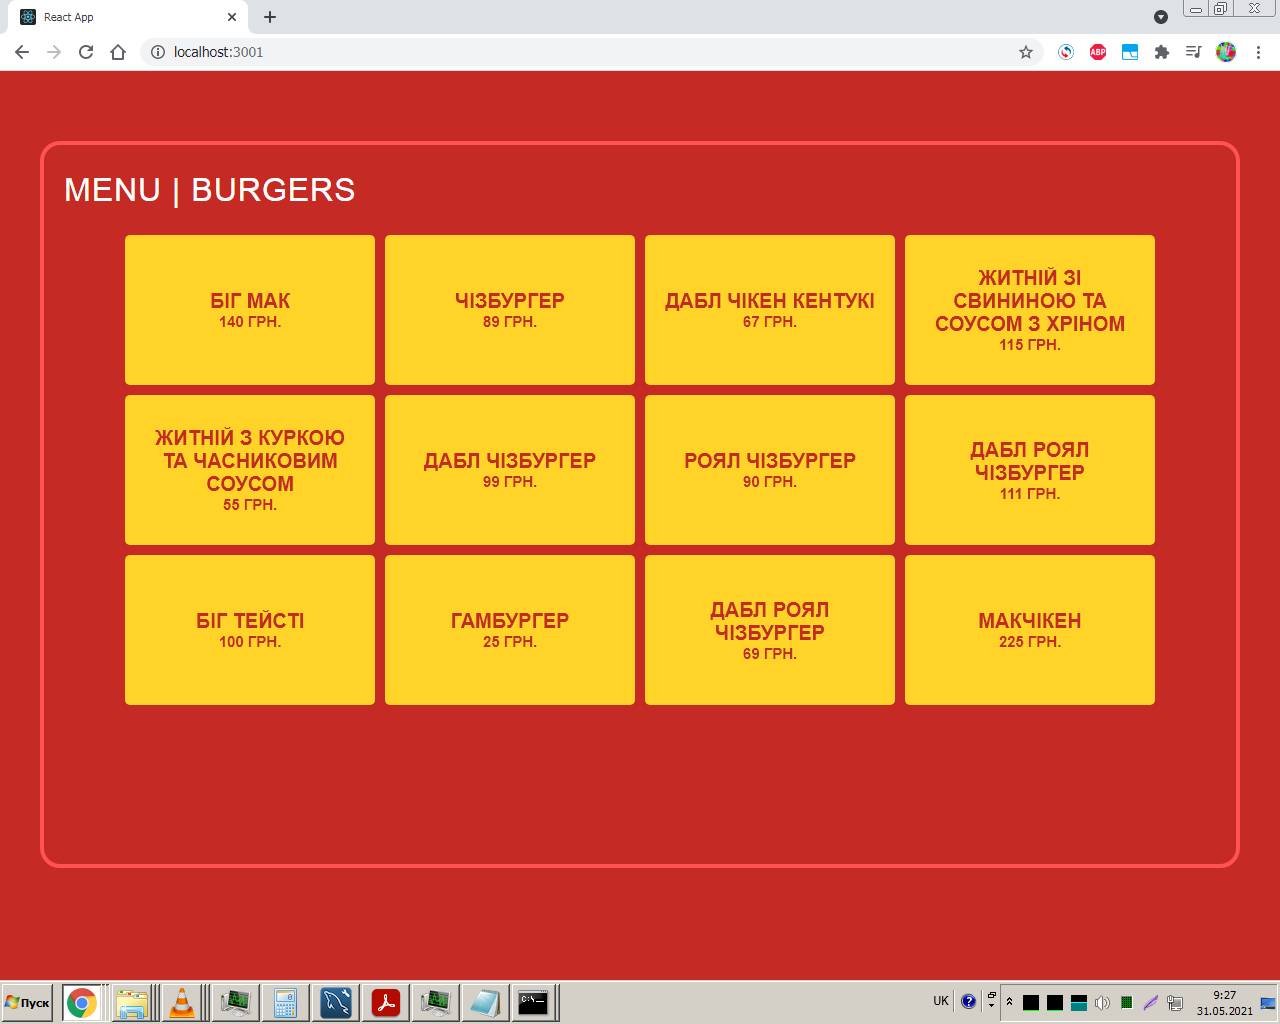 React App
localhost:3001
ABP
MENU | BURGERS
БІГ МАК
140 ГРН.
ЧІЗБУРГЕР
89 ГРН.
ДАБЛ ЧІКЕН КЕНТУКІ
67 ГРН.
ЖИТНІЙ ЗІ
СВИНИНОЮ ТА
СОУСОМ З ХРІНОМ
115 ГРН.
ЖИТНІЙ З КУРКОЮ
ТА ЧАСНИКОВИМ
СОУСОМ
55 ГРН.
ДАБЛ ЧІЗБУРГЕР
99 ГРН.
РОЯЛ ЧІЗБУРГЕР
90 ГРН.
ДАБЛ РОЯЛ
ЧІЗБУРГЕР
111 ГРН.
БІГ ТЕЙСТІ
100 ГРН.
ГАМБУРГЕР
25 ГРН.
ДАБЛ РОЯЛ
ЧІЗБУРГЕР
69 ГРН.
МАКЧІКЕН
225 ГРН.
Пуск
C:\
UK
9:27
31.05.2021